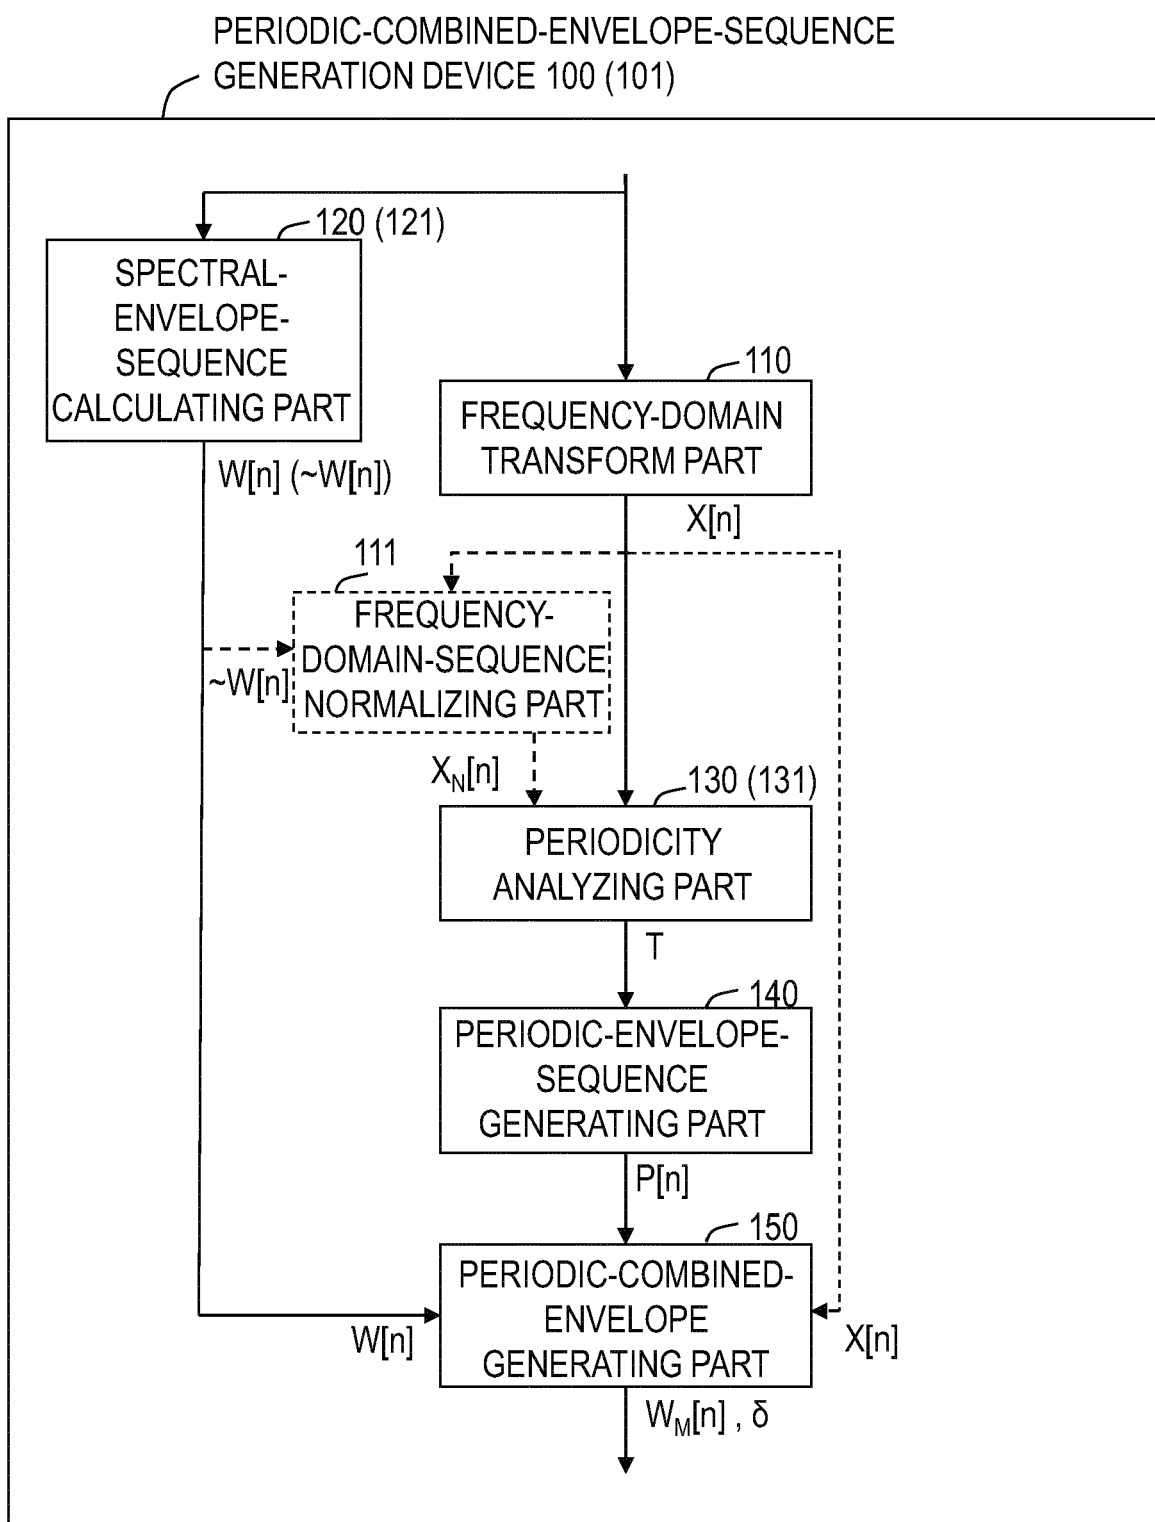 PERIODIC-COMBINED-ENVELOPE-SEQUENCE
GENERATION DEVICE 100 (101)
120 (121)
SPECTRAL-
ENVELOPE-
SEQUENCE
CALCULATING PART
110
FREQUENCY-DOMAIN
TRANSFORM PART
W[n] (~W[n])
X[n]
111
FREQUENCY-
DOMAIN-SEQUENCE
NORMALIZING PART
~W[n]
X_N[n]
130 (131)
PERIODICITY
ANALYZING PART
T
140
PERIODIC-ENVELOPE-
SEQUENCE
GENERATING PART
P[n]
150
PERIODIC-COMBINED-
ENVELOPE
GENERATING PART
W[n]
X[n]
W_M[n] , δ